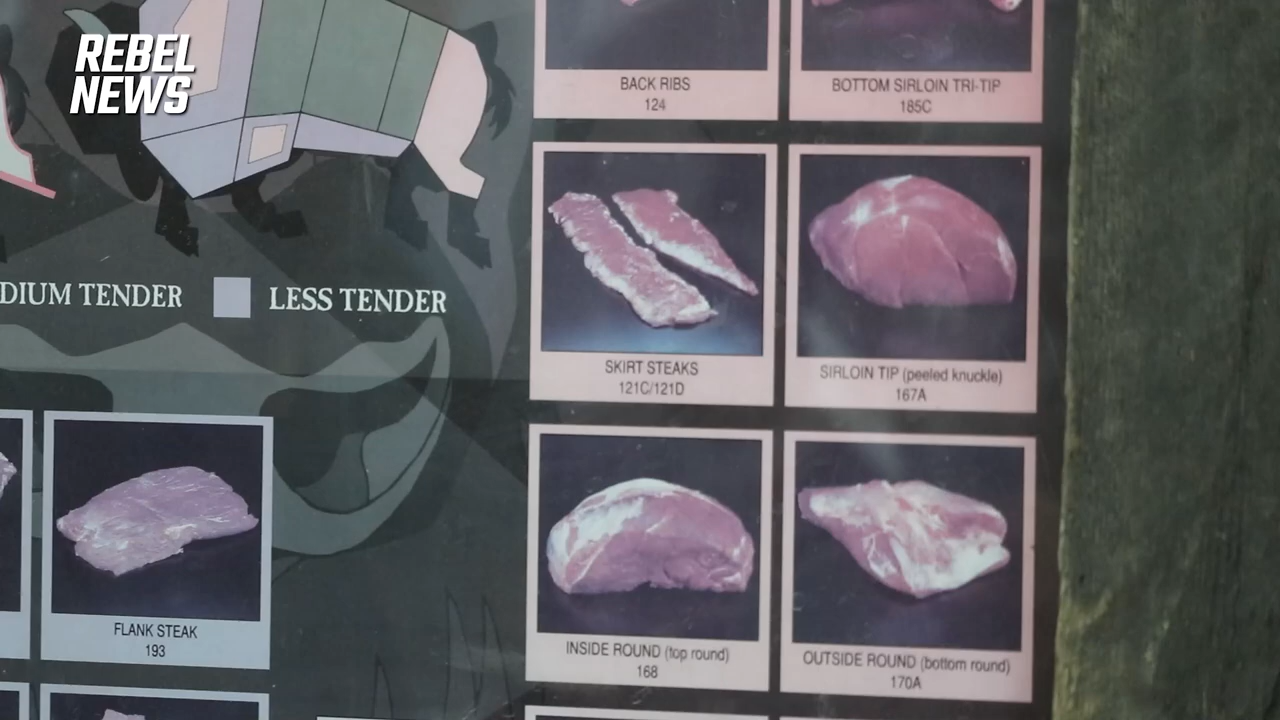 REBEL
NEWS
BACK RIBS
124
BOTTOM SIRLOIN TRI-TIP
185C
DIUM TENDER
LESS TENDER
SKIRT STEAKS
121C/121D
SIRLOIN TIP (peeled knuckle)
167A
FLANK STEAK
193
INSIDE ROUND (top round)
168
OUTSIDE ROUND (bottom round)
170A